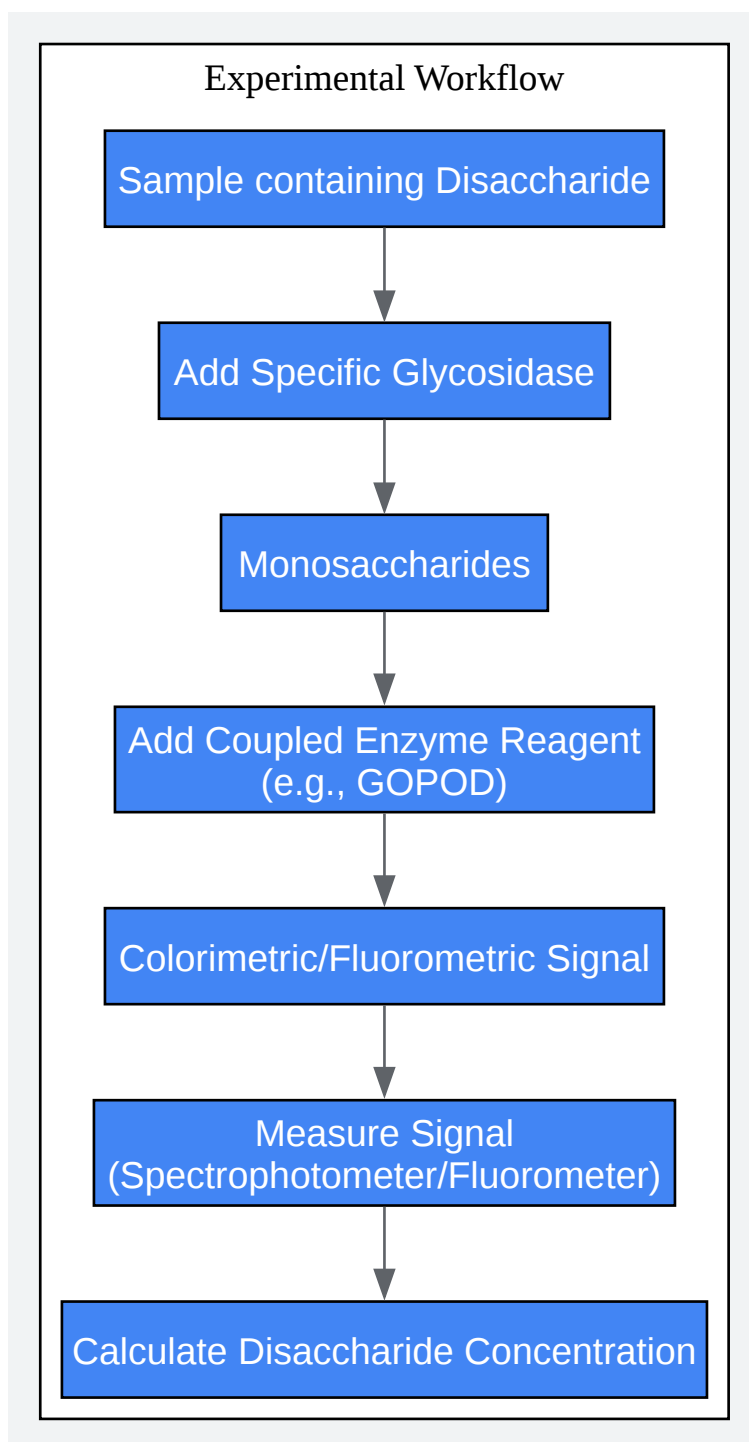 Experimental Workflow
Sample containing Disaccharide
Add Specific Glycosidase
Monosaccharides
Add Coupled Enzyme Reagent
(e.g., GOPOD)
Colorimetric/Fluorometric Signal
Measure Signal
(Spectrophotometer/Fluorometer)
Calculate Disaccharide Concentration